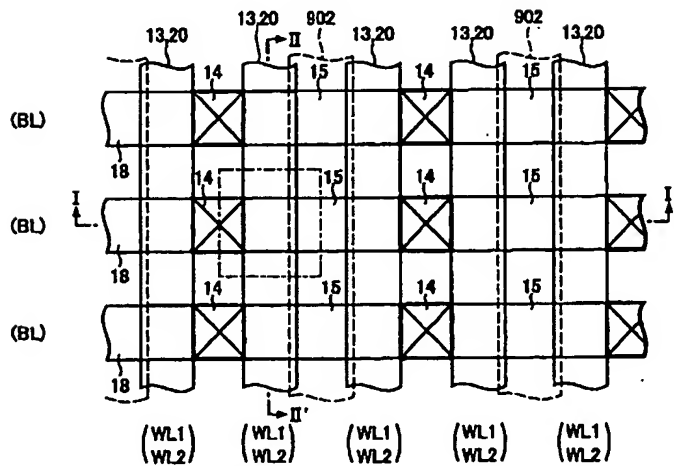 13,20 13,20 II 902 13,20 13,20 902 13,20
14 15 14 15
(BL)
18
14 15 14 15
I I
(BL)
18
14 15 14 15
(BL)
18
II'
(WL1 WL2) (WL1 WL2) (WL1 WL2) (WL1 WL2) (WL1 WL2)